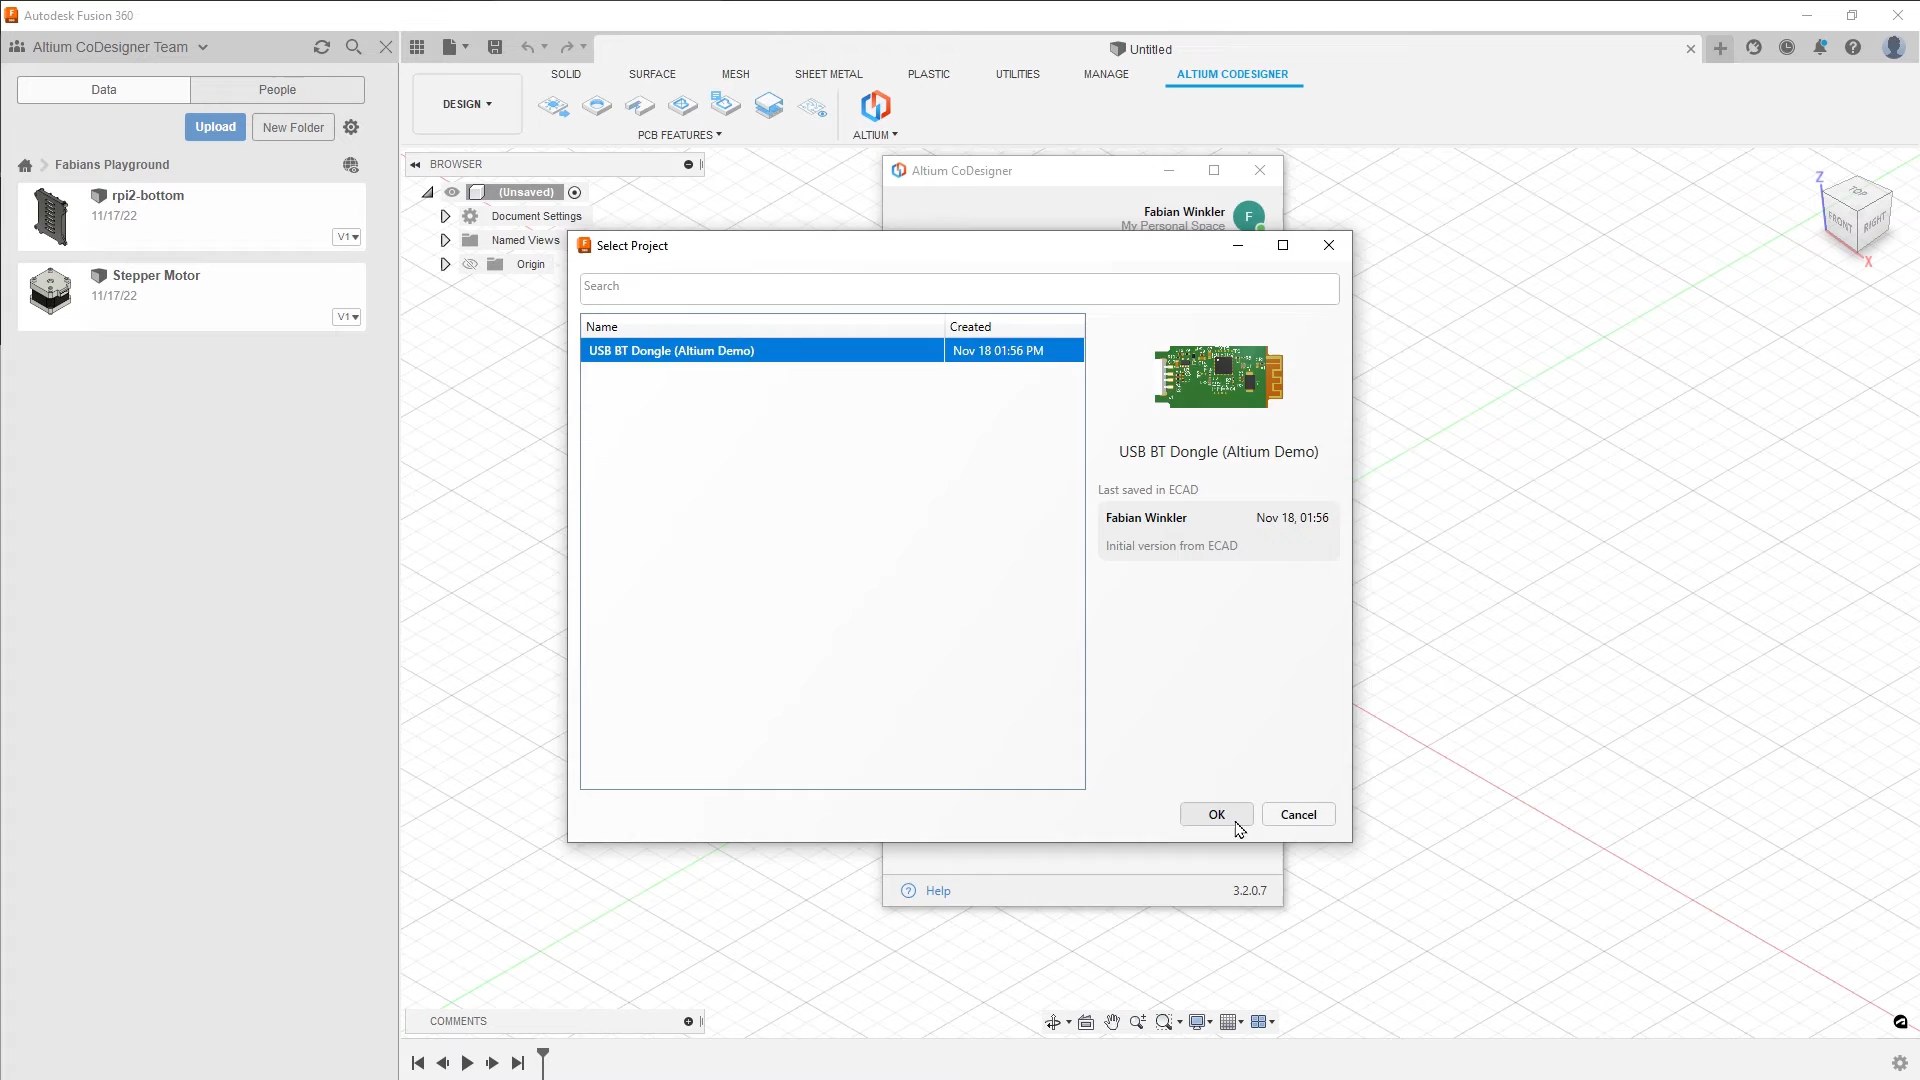 Autodesk Fusion 360
Altium CoDesigner Team
Untitled
Data
People
Upload
New Folder
Fabians Playground
rpi2-bottom
11/17/22
V1
Stepper Motor
11/17/22
V1
SOLID
SURFACE
MESH
SHEET METAL
PLASTIC
UTILITIES
MANAGE
ALTIUM CODESIGNER
DESIGN
PCB FEATURES
ALTIUM
BROWSER
(Unsaved)
Document Settings
Named Views
Origin
Altium CoDesigner
Fabian Winkler
My Personal Space
F
Select Project
Search
Name
Created
USB BT Dongle (Altium Demo)
Nov 18 01:56 PM
USB BT Dongle (Altium Demo)
Last saved in ECAD
Fabian Winkler
Nov 18, 01:56
Initial version from ECAD
OK
Cancel
Help
3.2.0.7
Z
TOP
FRONT
RIGHT
X
COMMENTS